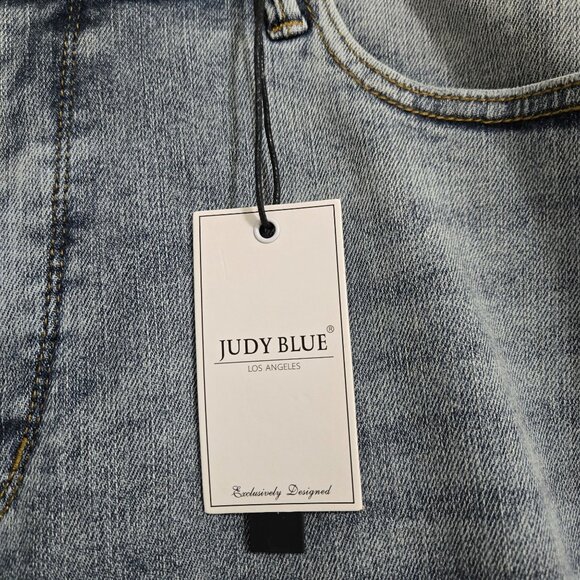 JUDY BLUE®
LOS ANGELES
Exclusively Designed